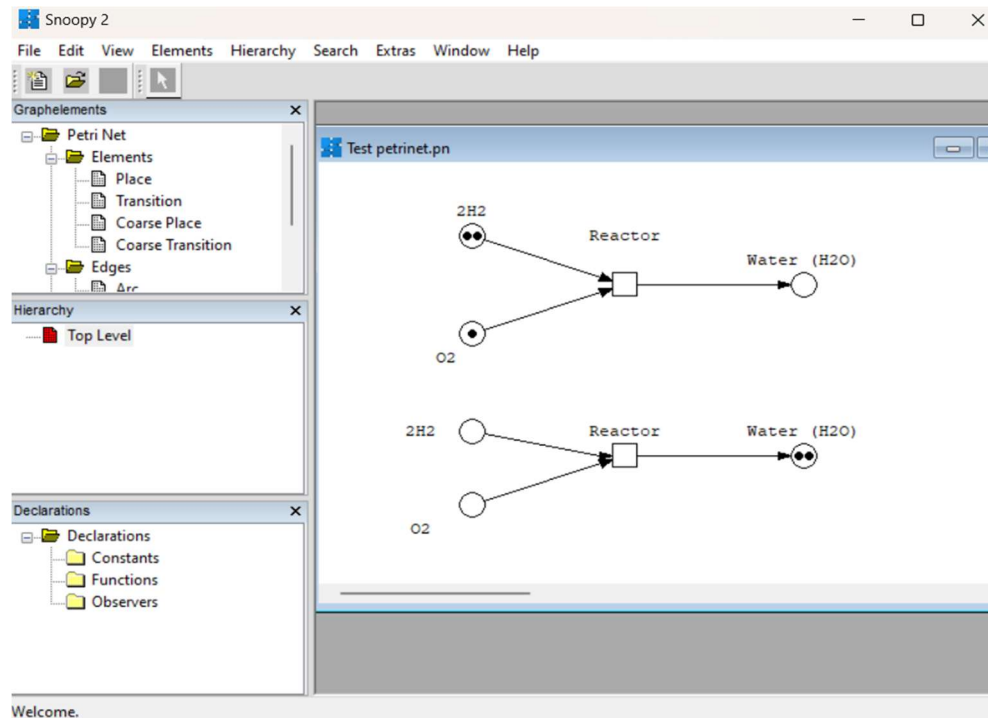 Snoopy 2
File Edit View Elements Hierarchy Search Extras Window Help
Graphelements
Petri Net
Elements
Place
Transition
Coarse Place
Coarse Transition
Edges
Arc
Hierarchy
Top Level
Declarations
Declarations
Constants
Functions
Observers
Test petrinet.pn
2H2
Reactor
Water (H2O)
O2
2H2
Reactor
Water (H2O)
O2
Welcome.